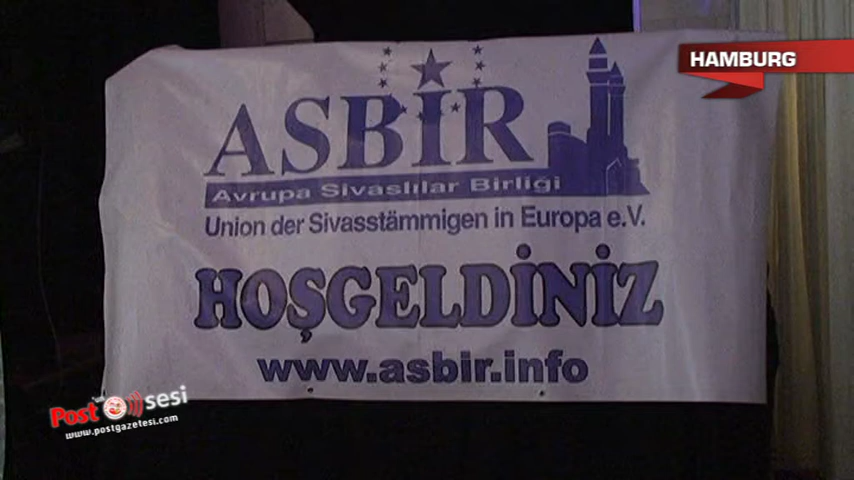 HAMBURG
ASBİR
Avrupa Sivaslılar Birliği
Union der Sivasstämmigen in Europa e.V.
HOŞGELDİNİZ
www.asbir.info
Post sesi
www.postgazetesi.com